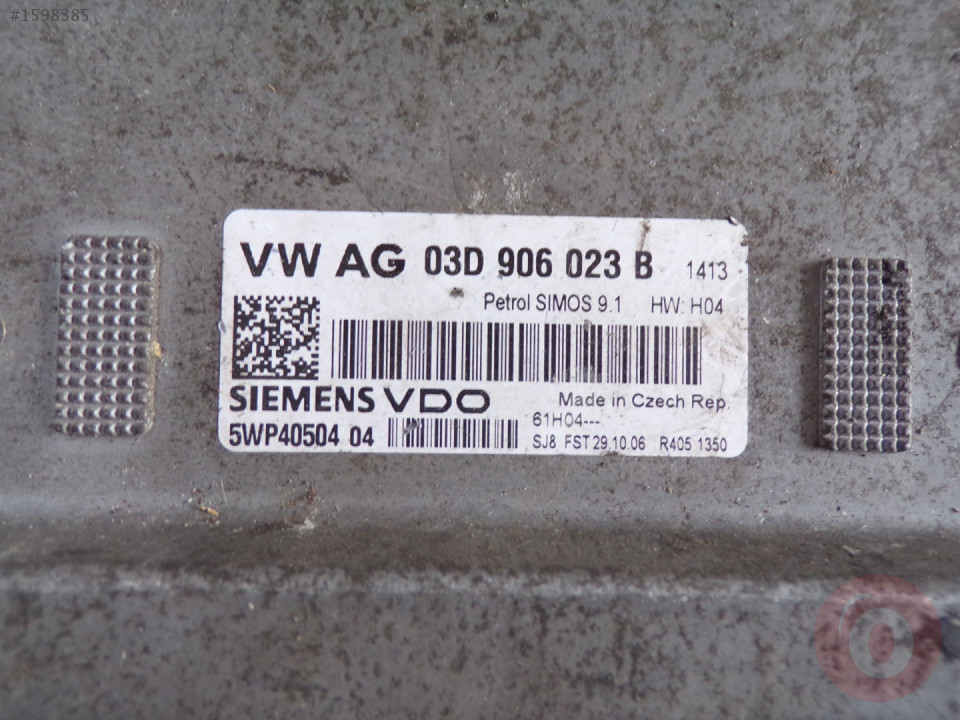 #1598385
VW AG 03D 906 023 B 1413
Petrol SIMOS 9.1 HW: H04
SIEMENS VDO Made in Czech Rep.
61H04---
5WP40504 04 SJ8 FST 29.10.06 R405 1350